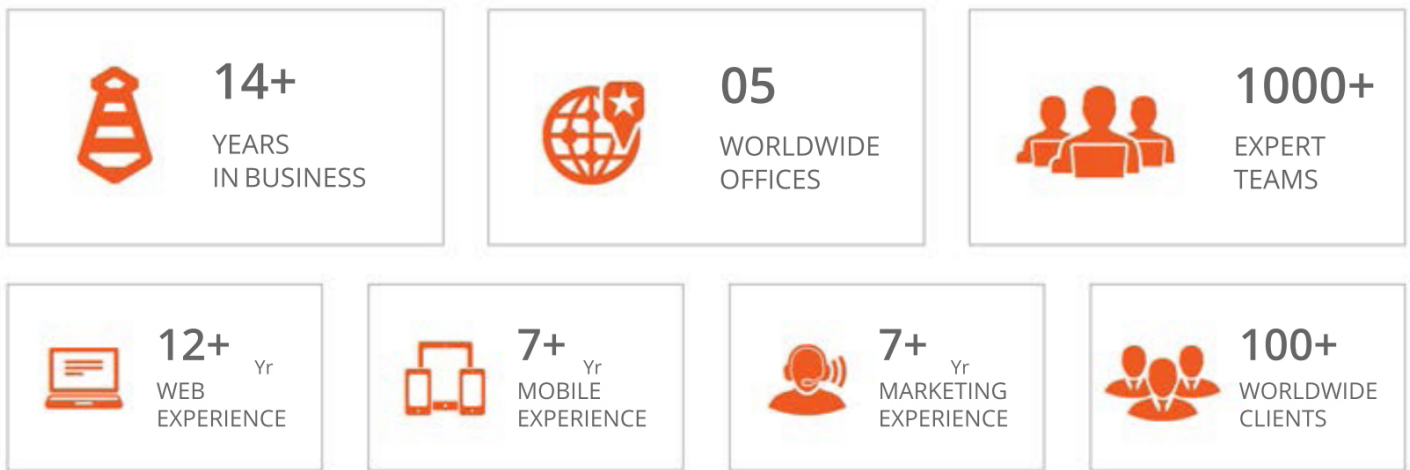 14+
YEARS
IN BUSINESS
05
WORLDWIDE
OFFICES
1000+
EXPERT
TEAMS
12+ Yr
WEB
EXPERIENCE
7+ Yr
MOBILE
EXPERIENCE
7+ Yr
MARKETING
EXPERIENCE
100+
WORLDWIDE
CLIENTS